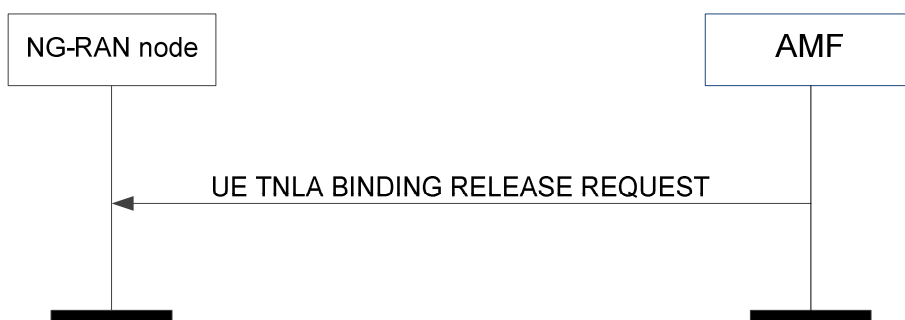 NG-RAN node
AMF
UE TNLA BINDING RELEASE REQUEST